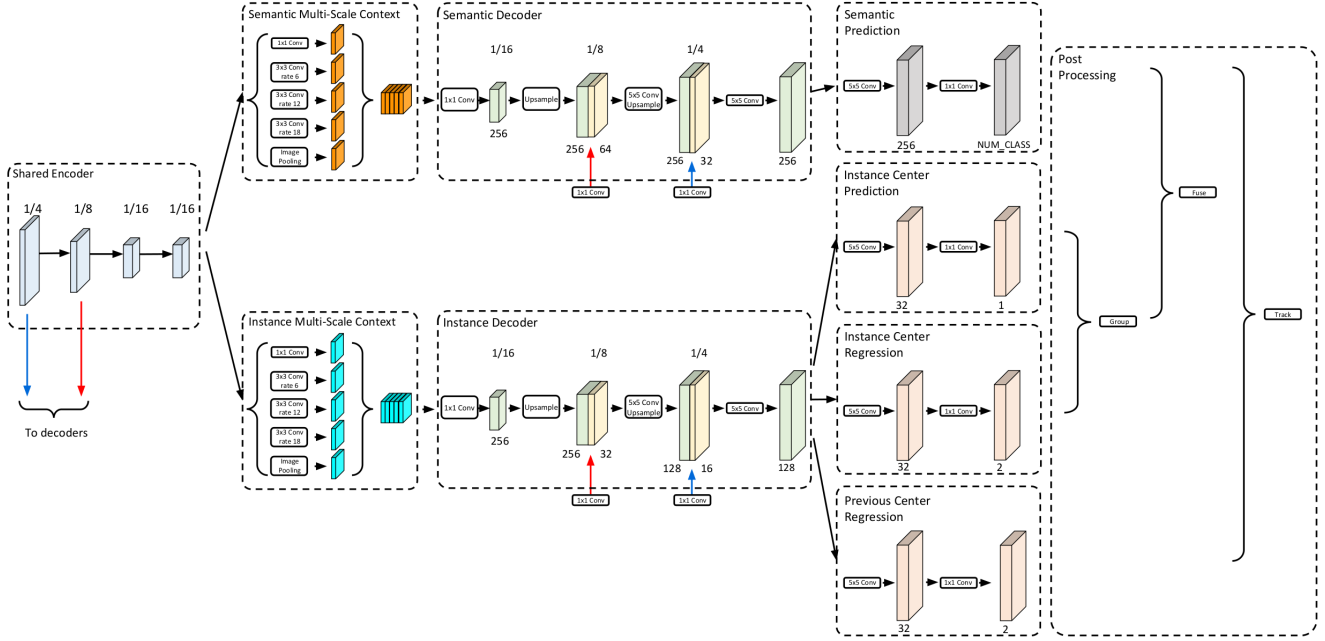 Shared Encoder
1/4
1/8
1/16
1/16
To decoders
Semantic Multi-Scale Context
1x1 Conv
3x3 Conv
rate 6
3x3 Conv
rate 12
3x3 Conv
rate 18
Image
Pooling
Semantic Decoder
1/16
1/8
1/4
1x1 Conv
256
Upsample
256
64
5x5 Conv
Upsample
256
32
5x5 Conv
256
1x1 Conv
1x1 Conv
Semantic
Prediction
5x5 Conv
256
1x1 Conv
NUM_CLASS
Instance Center
Prediction
5x5 Conv
32
1x1 Conv
1
Instance Multi-Scale Context
1x1 Conv
3x3 Conv
rate 6
3x3 Conv
rate 12
3x3 Conv
rate 18
Image
Pooling
Instance Decoder
1/16
1/8
1/4
1x1 Conv
256
Upsample
256
32
5x5 Conv
Upsample
128
16
5x5 Conv
128
1x1 Conv
1x1 Conv
Instance Center
Regression
5x5 Conv
32
1x1 Conv
2
Previous Center
Regression
5x5 Conv
32
1x1 Conv
2
Post
Processing
Group
Fuse
Track